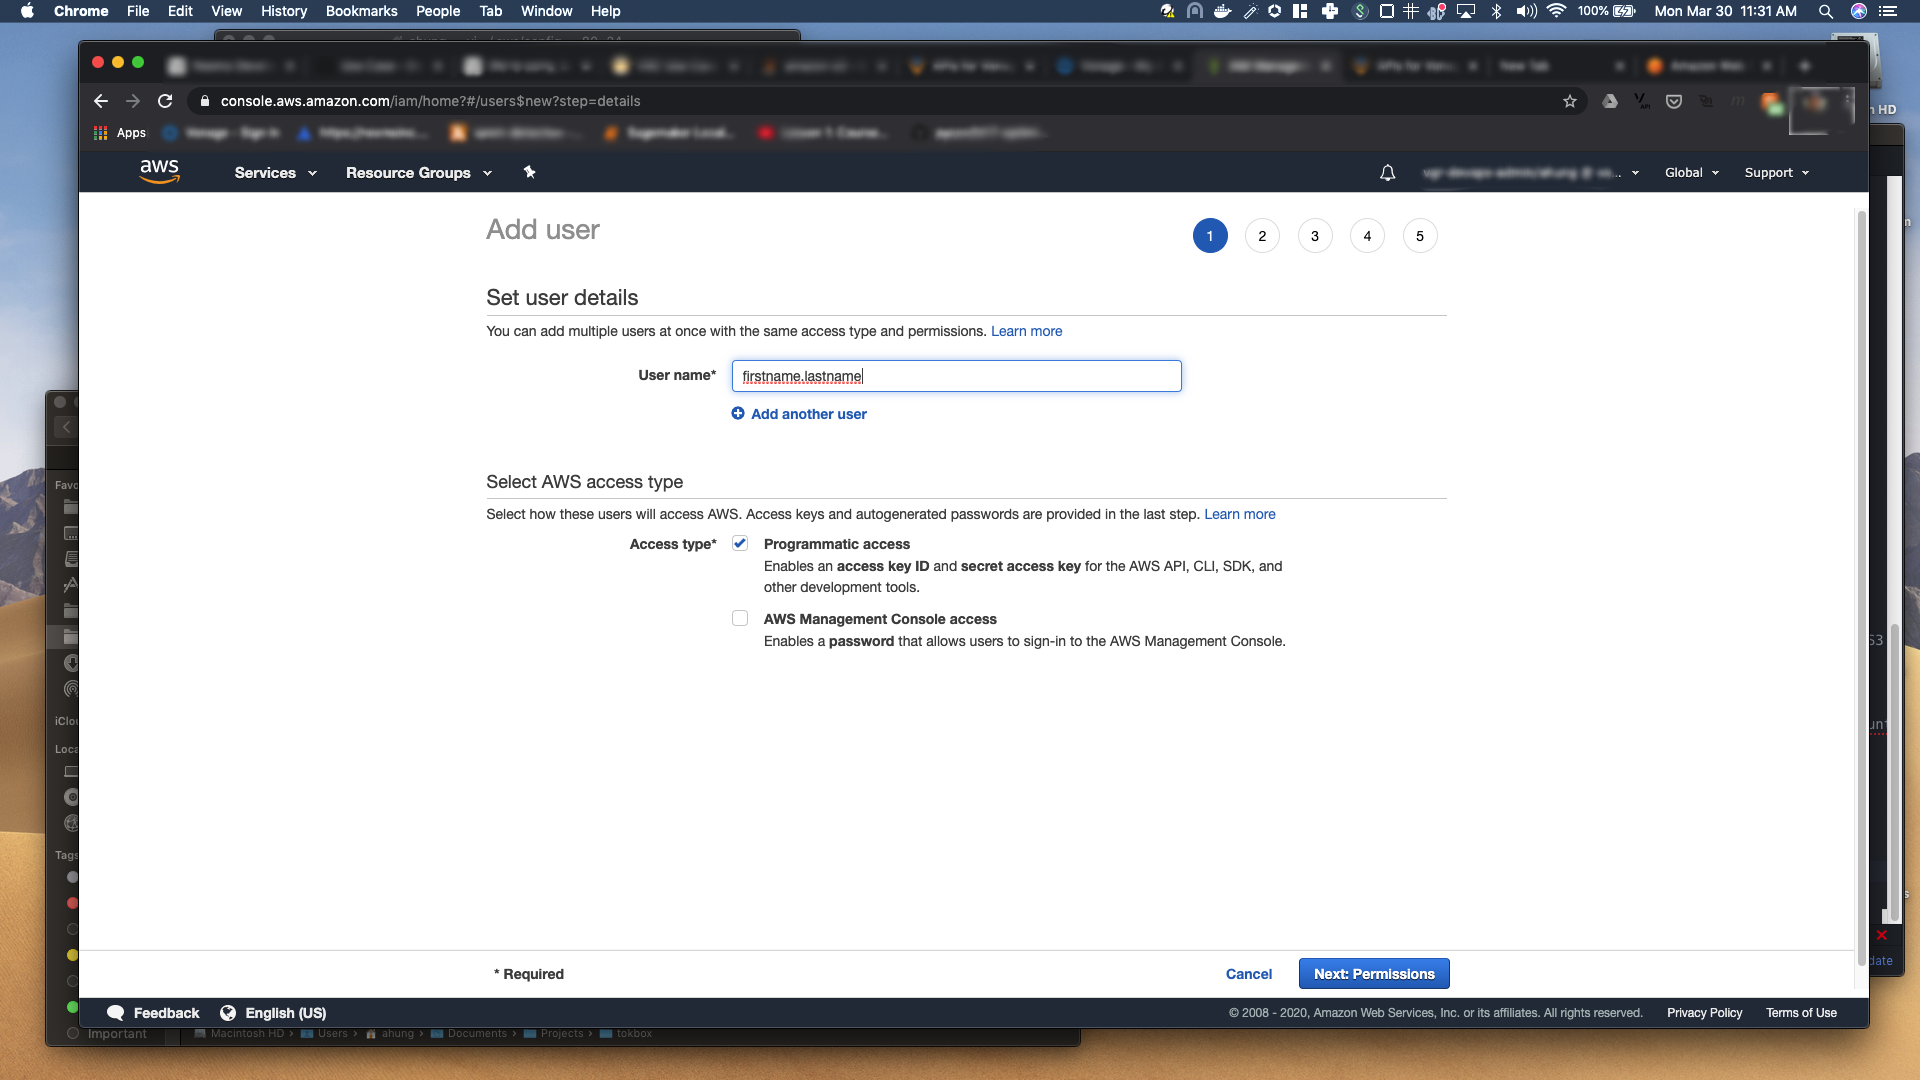 Chrome File Edit View History Bookmarks People Tab Window Help
100% Mon Mon Mar 30 11:31 AM
New Tab
console.aws.amazon.com/iam/home?#/users$new?step=details
Apps
HD
aws Services Resource Groups Global Support
Add user
1 2 3 4 5
Set user details
You can add multiple users at once with the same access type and permissions. Learn more
User name* firstname.lastname
Add another user
Select AWS access type
Select how these users will access AWS. Access keys and autogenerated passwords are provided in the last step. Learn more
Access type* Programmatic access
Enables an access key ID and secret access key for the AWS API, CLI, SDK, and
other development tools.
AWS Management Console access
Enables a password that allows users to sign-in to the AWS Management Console.
Favo
iClou
Loca
Tags
* Required Cancel Next: Permissions
Feedback English (US) © 2008 - 2020, Amazon Web Services, Inc. or its affiliates. All rights reserved. Privacy Policy Terms of Use
Important Macintosh HD › Users › ahung › Documents › Projects › tokbox